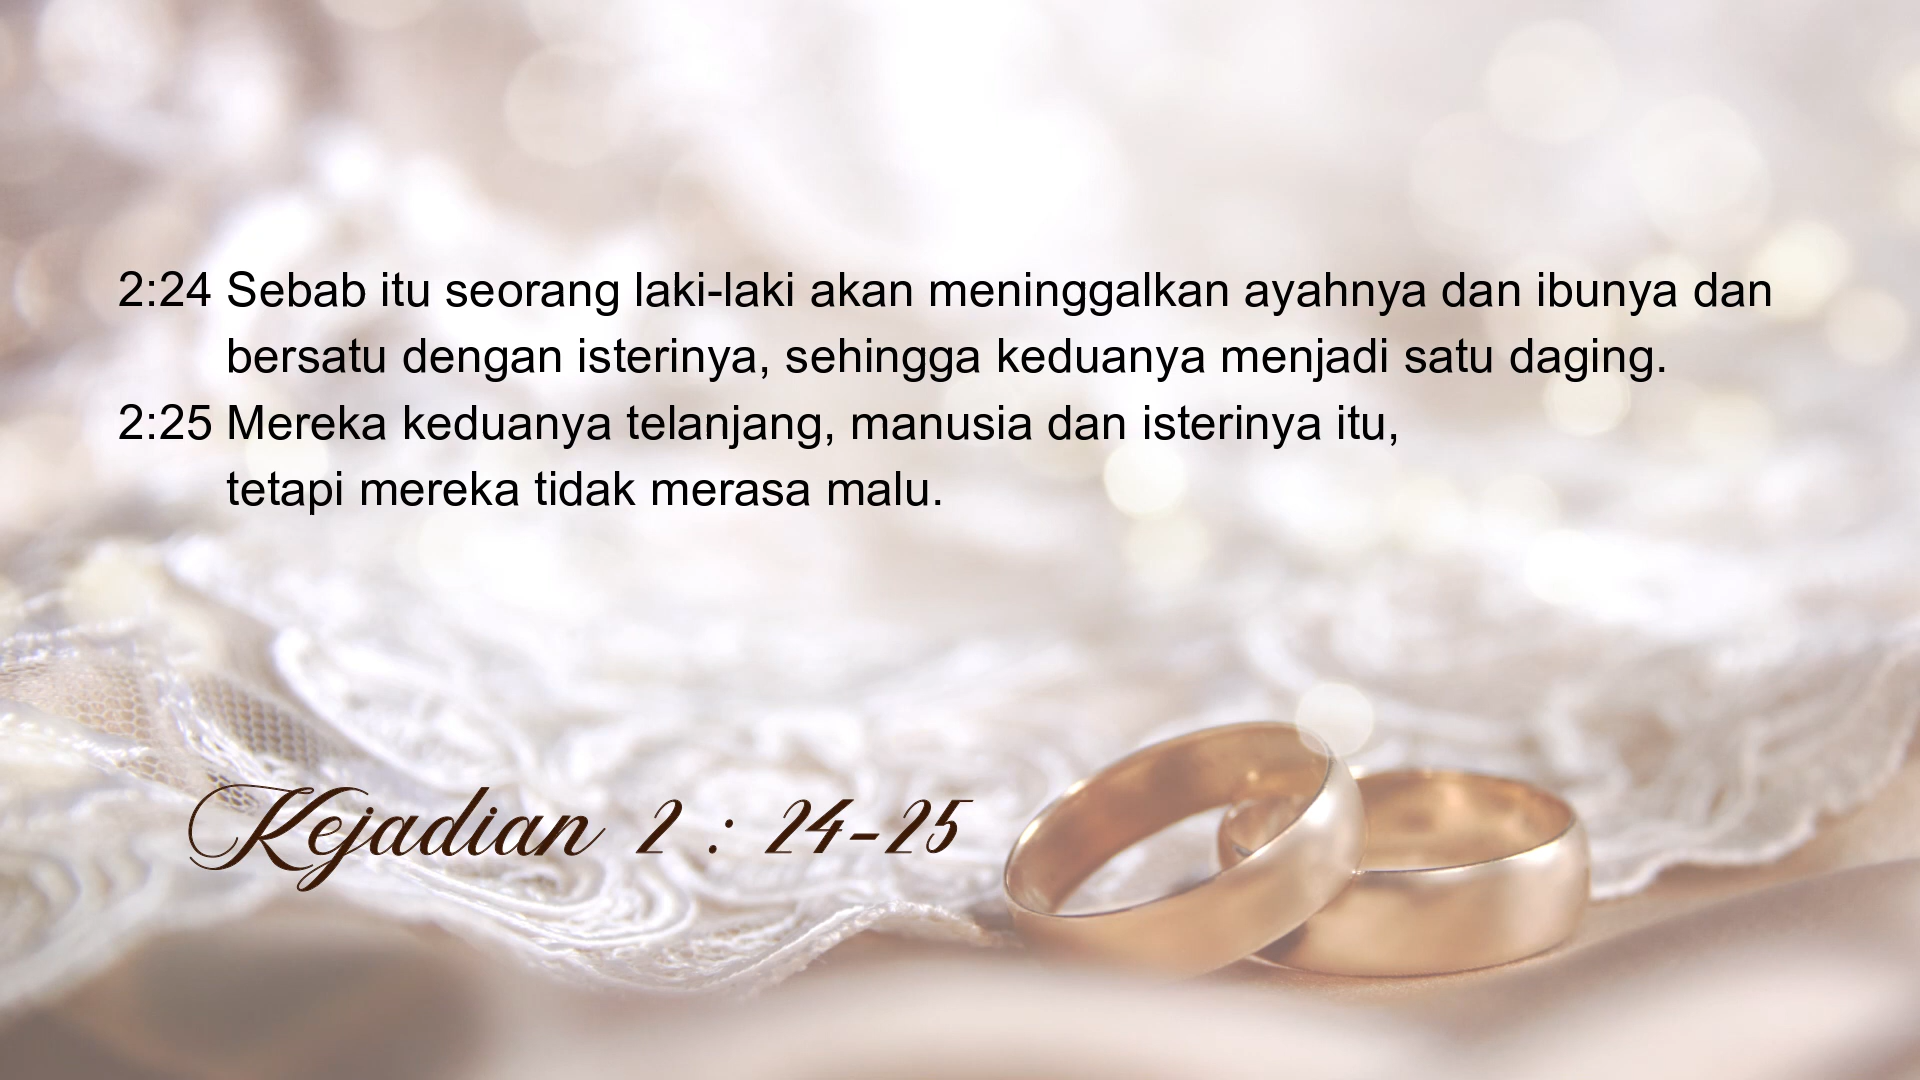 2:24 Sebab itu seorang laki-laki akan meninggalkan ayahnya dan ibunya dan
bersatu dengan isterinya, sehingga keduanya menjadi satu daging.
2:25 Mereka keduanya telanjang, manusia dan isterinya itu,
tetapi mereka tidak merasa malu.
Kejadian 2 : 24-25